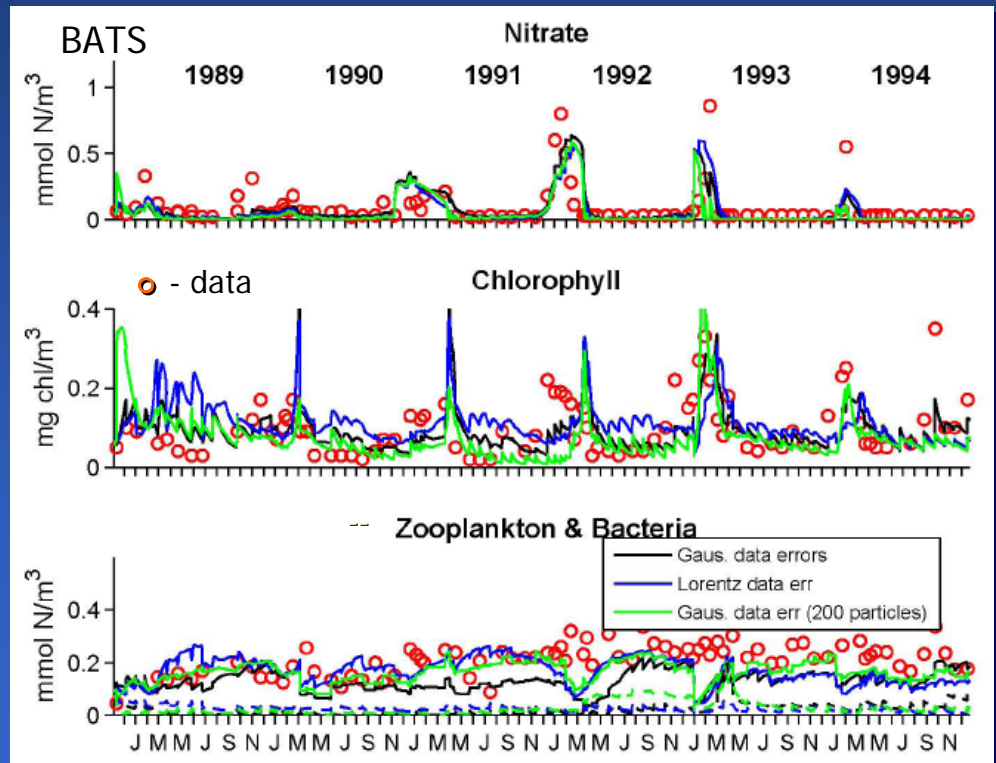 BATS
Nitrate
1989 1990 1991 1992 1993 1994
mmol N/m³
1
0.5
0
- data
Chlorophyll
mg chl/m³
0.4
0.2
0
-- Zooplankton & Bacteria
Gaus. data errors
Lorentz data err
Gaus. data err (200 particles)
mmol N/m³
0.4
0.2
0
J M M J S N J M M J S N J M M J S N J M M J S N J M M J S N J M M J S N